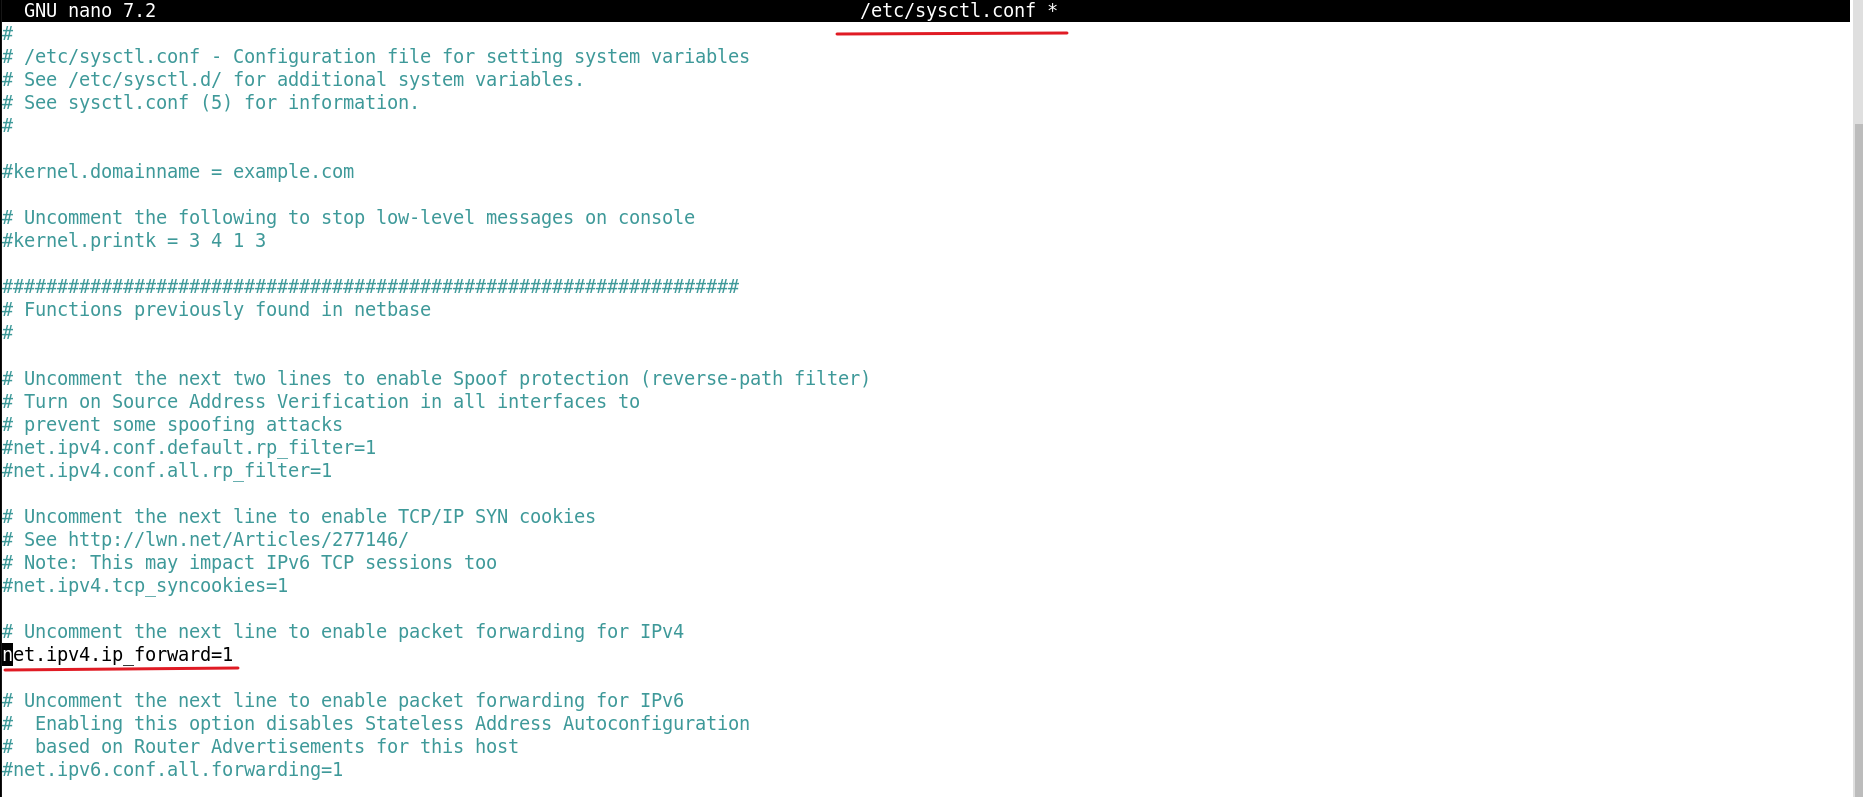 GNU nano 7.2 /etc/sysctl.conf *
#
# /etc/sysctl.conf - Configuration file for setting system variables
# See /etc/sysctl.d/ for additional system variables.
# See sysctl.conf (5) for information.
#
#kernel.domainname = example.com
# Uncomment the following to stop low-level messages on console
#kernel.printk = 3 4 1 3
###################################################################
# Functions previously found in netbase
#
# Uncomment the next two lines to enable Spoof protection (reverse-path filter)
# Turn on Source Address Verification in all interfaces to
# prevent some spoofing attacks
#net.ipv4.conf.default.rp_filter=1
#net.ipv4.conf.all.rp_filter=1
# Uncomment the next line to enable TCP/IP SYN cookies
# See http://lwn.net/Articles/277146/
# Note: This may impact IPv6 TCP sessions too
#net.ipv4.tcp_syncookies=1
# Uncomment the next line to enable packet forwarding for IPv4
net.ipv4.ip_forward=1
# Uncomment the next line to enable packet forwarding for IPv6
#  Enabling this option disables Stateless Address Autoconfiguration
#  based on Router Advertisements for this host
#net.ipv6.conf.all.forwarding=1